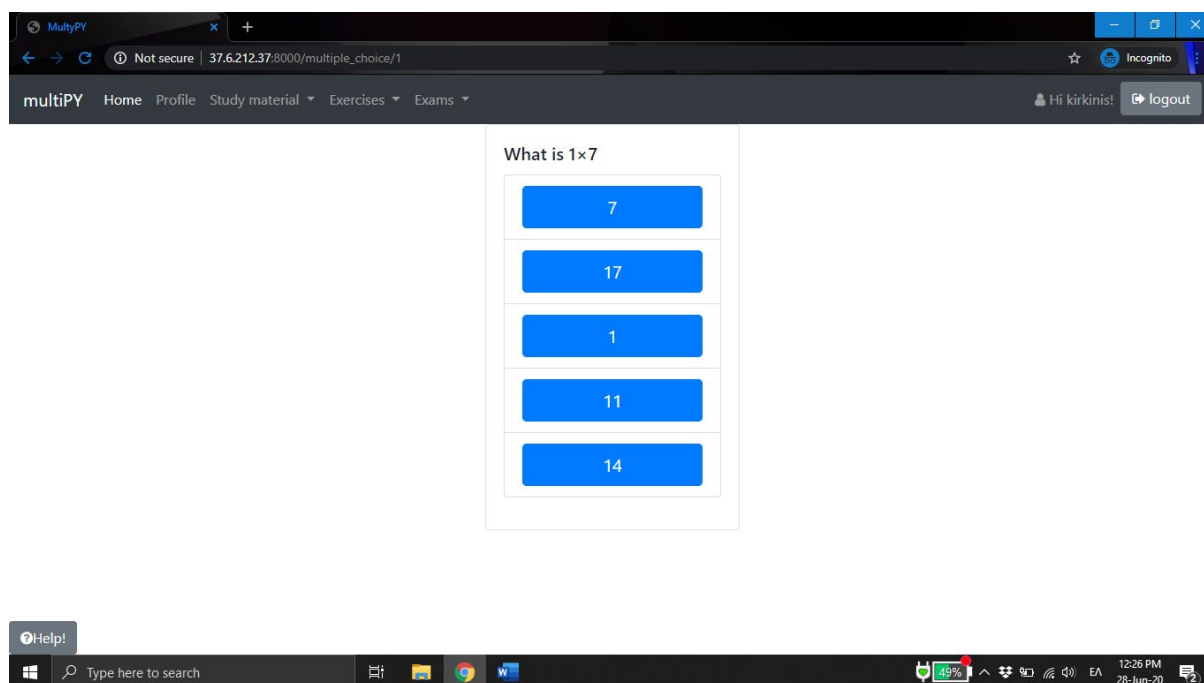 MultyPY
Not secure | 37.6.212.37:8000/multiple_choice/1
Incognito
multiPY Home Profile Study material Exercises Exams Hi kirkinis! logout
What is 1×7
7
17
1
11
14
Help!
Type here to search
W
49%
ΕΛ
12:26 PM
28-Jun-20
2